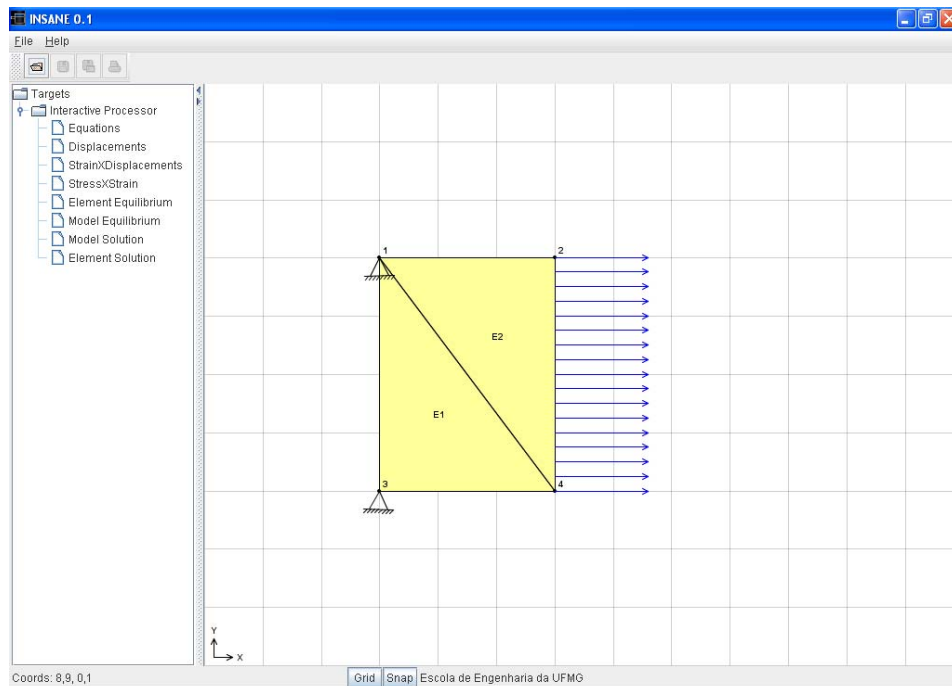 INSANE 0.1
File Help
Targets
Interactive Processor
Equations
Displacements
StrainXDisplacements
StressXStrain
Element Equilibrium
Model Equilibrium
Model Solution
Element Solution
1 2
E2
E1
3 4
Y
X
Coords: 8,9, 0,1 Grid Snap Escola de Engenharia da UFMG